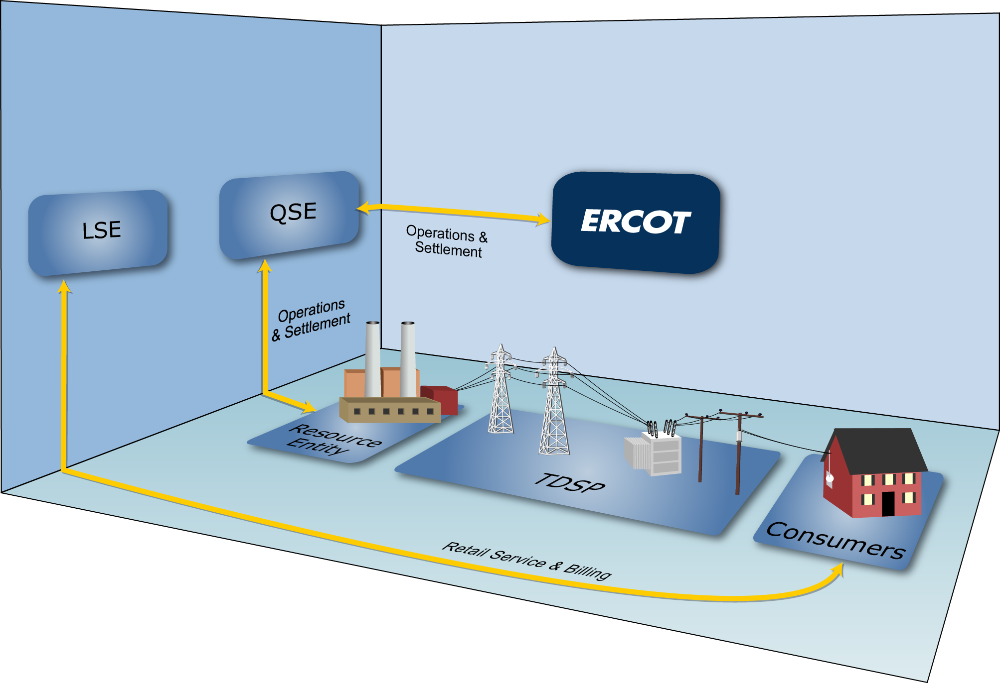 LSE
QSE
ERCOT
Operations &
Settlement
Operations
& Settlement
Resource
Entity
TDSP
Consumers
Retail Service & Billing